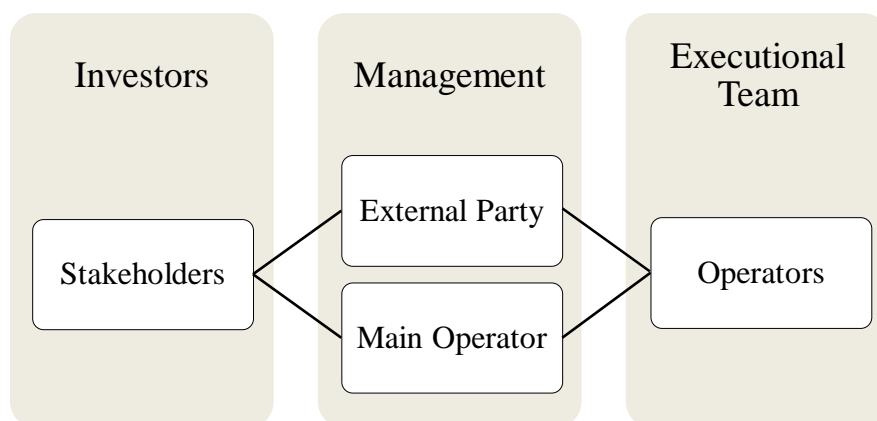 Investors
Management
Executional
Team
External Party
Stakeholders
Operators
Main Operator